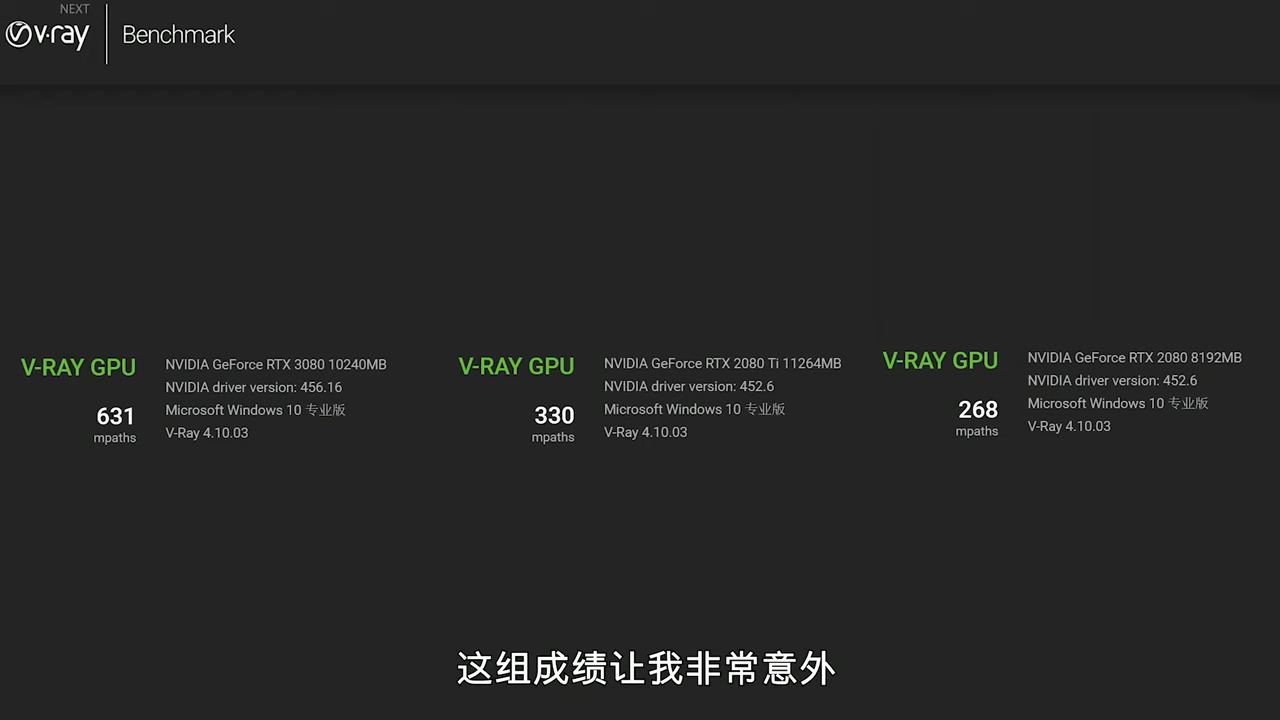 NEXT
v·ray
Benchmark
V-RAY GPU
631
mpaths
NVIDIA GeForce RTX 3080 10240MB
NVIDIA driver version: 456.16
Microsoft Windows 10 专业版
V-Ray 4.10.03
V-RAY GPU
330
mpaths
NVIDIA GeForce RTX 2080 Ti 11264MB
NVIDIA driver version: 452.6
Microsoft Windows 10 专业版
V-Ray 4.10.03
V-RAY GPU
268
mpaths
NVIDIA GeForce RTX 2080 8192MB
NVIDIA driver version: 452.6
Microsoft Windows 10 专业版
V-Ray 4.10.03
这组成绩让我非常意外